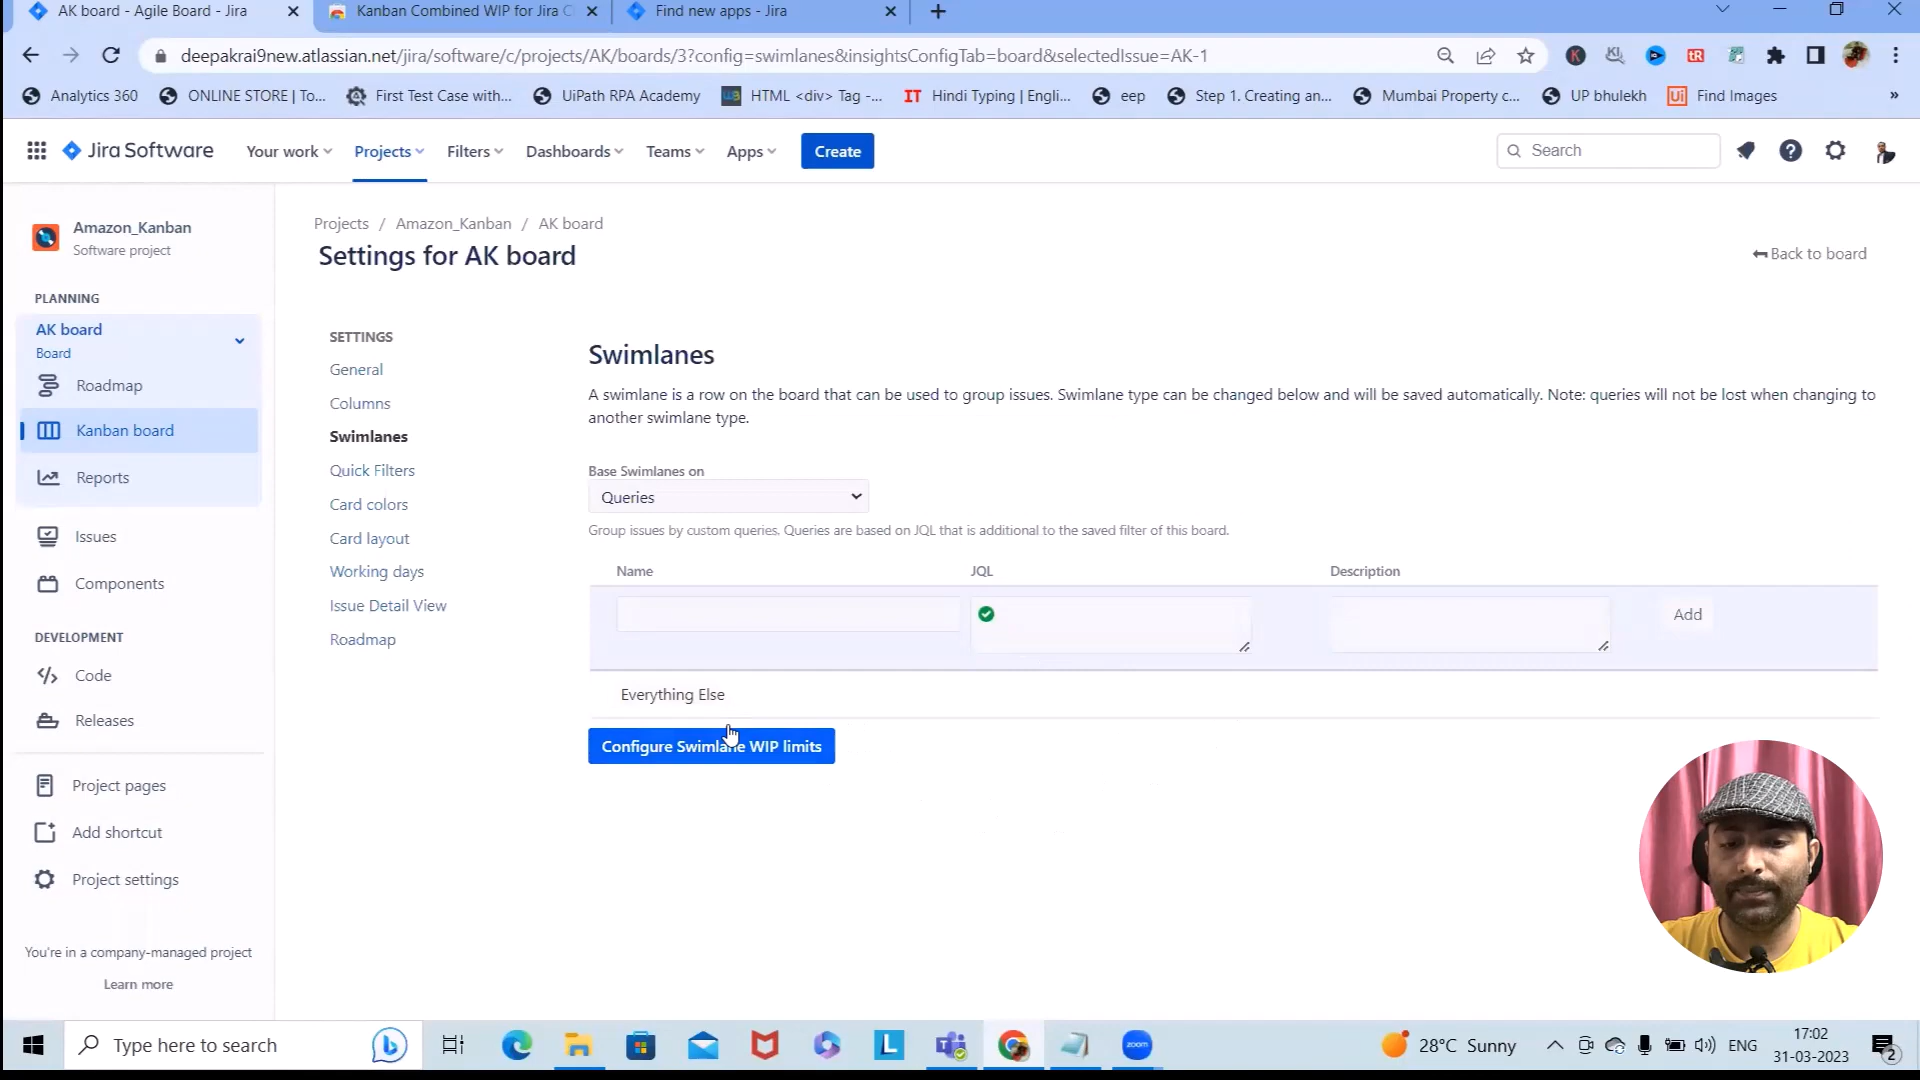 AK board - Agile Board - Jira
Kanban Combined WIP for Jira C
Find new apps - Jira
deepakrai9new.atlassian.net/jira/software/c/projects/AK/boards/3?config=swimlanes&insightsConfigTab=board&selectedIssue=AK-1
Analytics 360
ONLINE STORE | To...
First Test Case with...
UiPath RPA Academy
HTML <div> Tag -...
IT Hindi Typing | Engli...
eep
Step 1. Creating an...
Mumbai Property c...
UP bhulekh
Ui Find Images
»
Jira Software
Your work
Projects
Filters
Dashboards
Teams
Apps
Create
Search
Amazon_Kanban
Software project
PLANNING
AK board
Board
Roadmap
Kanban board
Reports
Issues
Components
DEVELOPMENT
Code
Releases
Project pages
Add shortcut
Project settings
You're in a company-managed project
Learn more
Projects / Amazon_Kanban / AK board
Settings for AK board
Back to board
SETTINGS
General
Columns
Swimlanes
Quick Filters
Card colors
Card layout
Working days
Issue Detail View
Roadmap
Swimlanes
A swimlane is a row on the board that can be used to group issues. Swimlane type can be changed below and will be saved automatically. Note: queries will not be lost when changing to
another swimlane type.
Base Swimlanes on
Queries
Group issues by custom queries. Queries are based on JQL that is additional to the saved filter of this board.
Name JQL Description
Add
Everything Else
Configure Swimlane WIP limits
Type here to search
zoom
28°C Sunny
ENG
17:02
31-03-2023
2